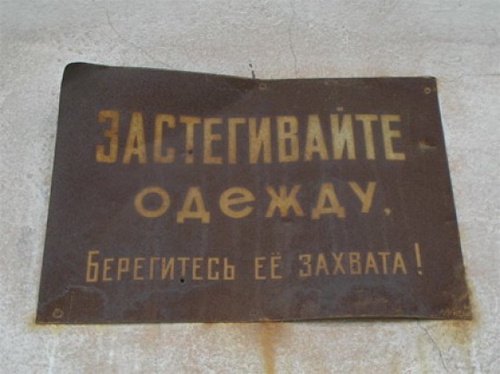 ЗАСТЕГИВАЙТЕ
ОДЕЖДУ.
БЕРЕГИТЕСЬ ЕЁ ЗАХВАТА!